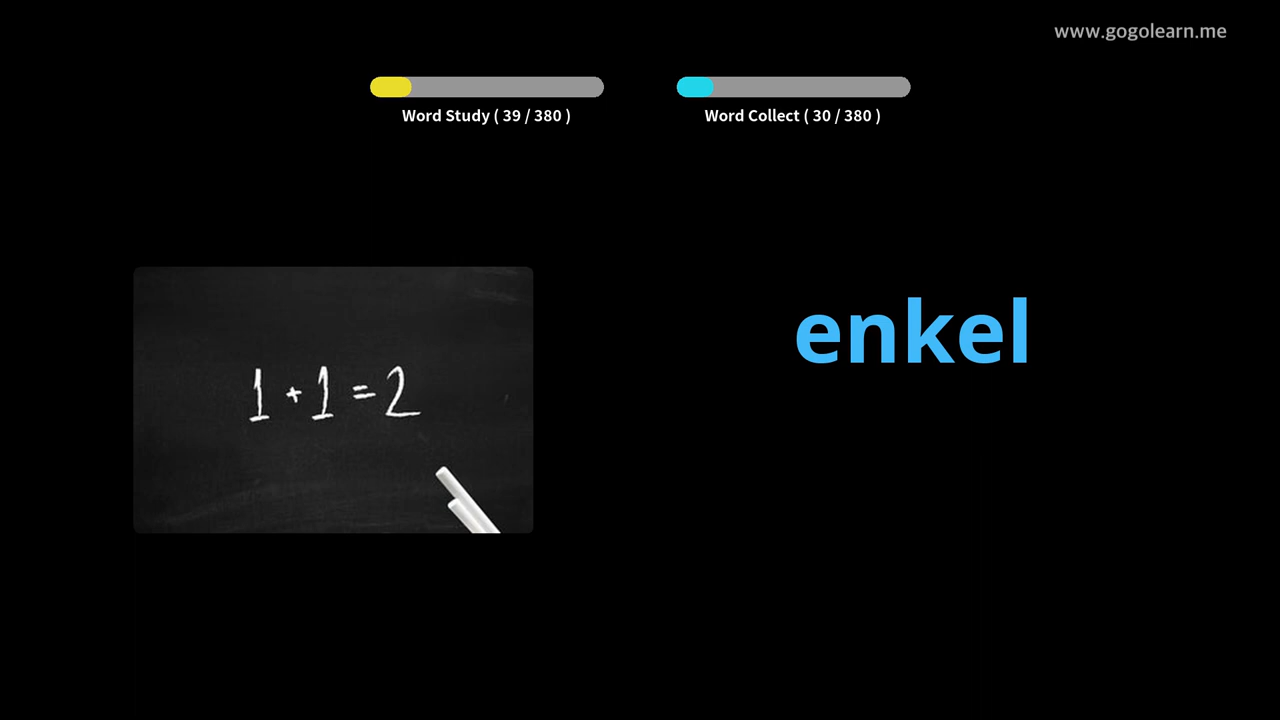 www.gogolearn.me
Word Study ( 39 / 380 )
Word Collect ( 30 / 380 )
enkel
1 + 1 = 2